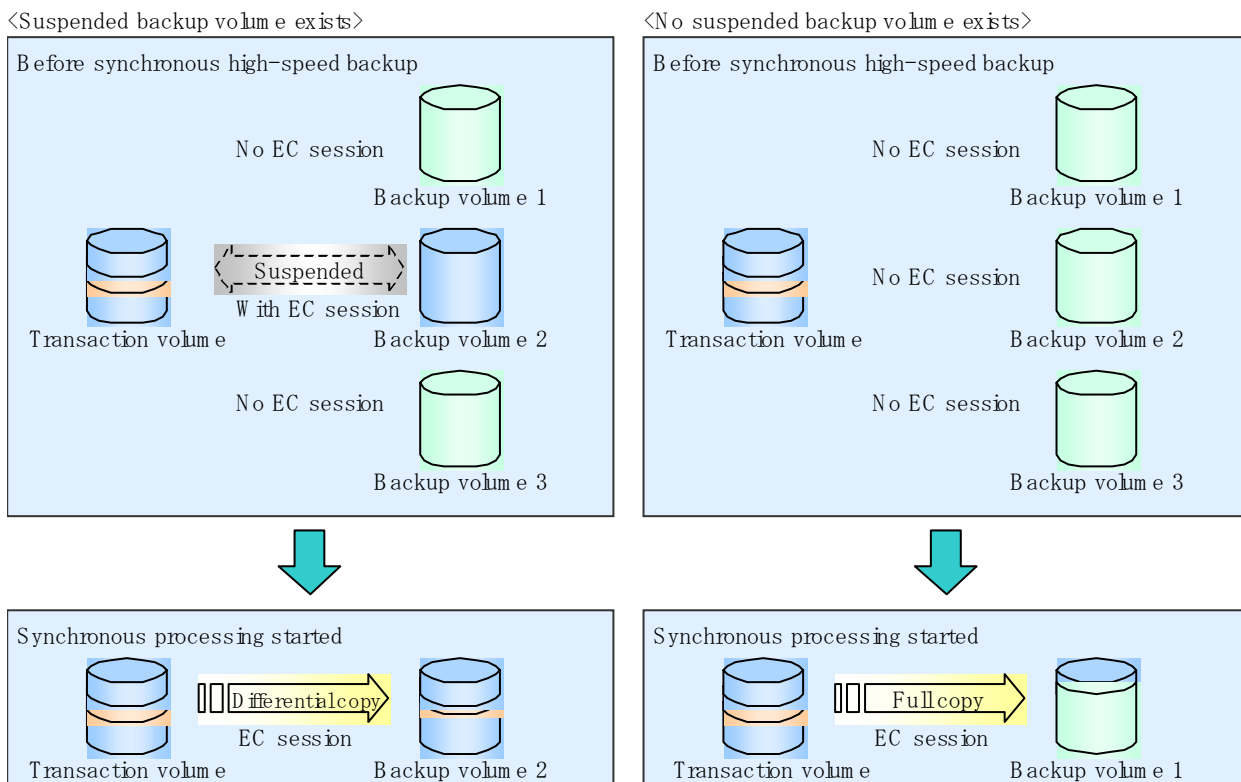 <Suspended backup volume exists>
Before synchronous high-speed backup
No EC session
Backup volume 1
Suspended
With EC session
Transaction volume
Backup volume 2
No EC session
Backup volume 3
Synchronous processing started
Differential copy
EC session
Transaction volume
Backup volume 2
<No suspended backup volume exists>
Before synchronous high-speed backup
No EC session
Backup volume 1
No EC session
Transaction volume
Backup volume 2
No EC session
Backup volume 3
Synchronous processing started
Full copy
EC session
Transaction volume
Backup volume 1